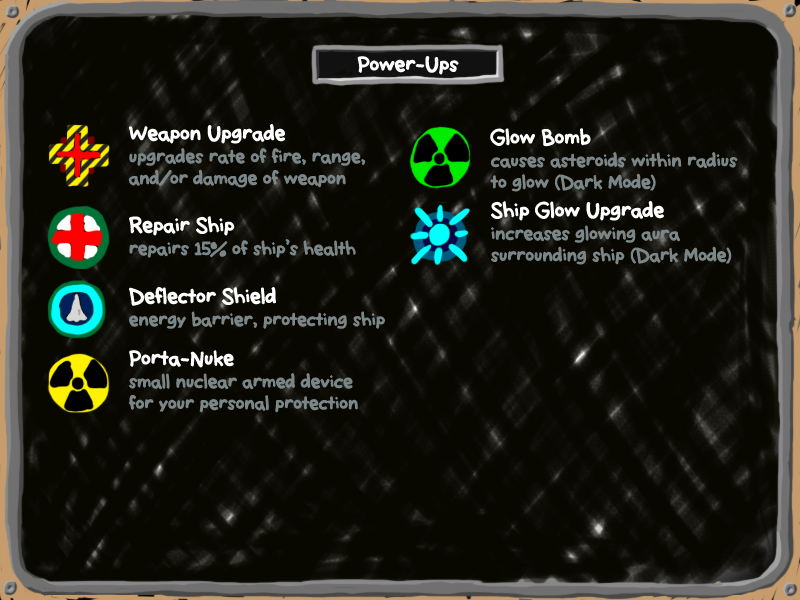 Power-Ups
Weapon Upgrade
upgrades rate of fire, range,
and/or damage of weapon
Repair Ship
repairs 15% of ship's health
Deflector Shield
energy barrier, protecting ship
Porta-Nuke
small nuclear armed device
for your personal protection
Glow Bomb
causes asteroids within radius
to glow (Dark Mode)
Ship Glow Upgrade
increases glowing aura
surrounding ship (Dark Mode)